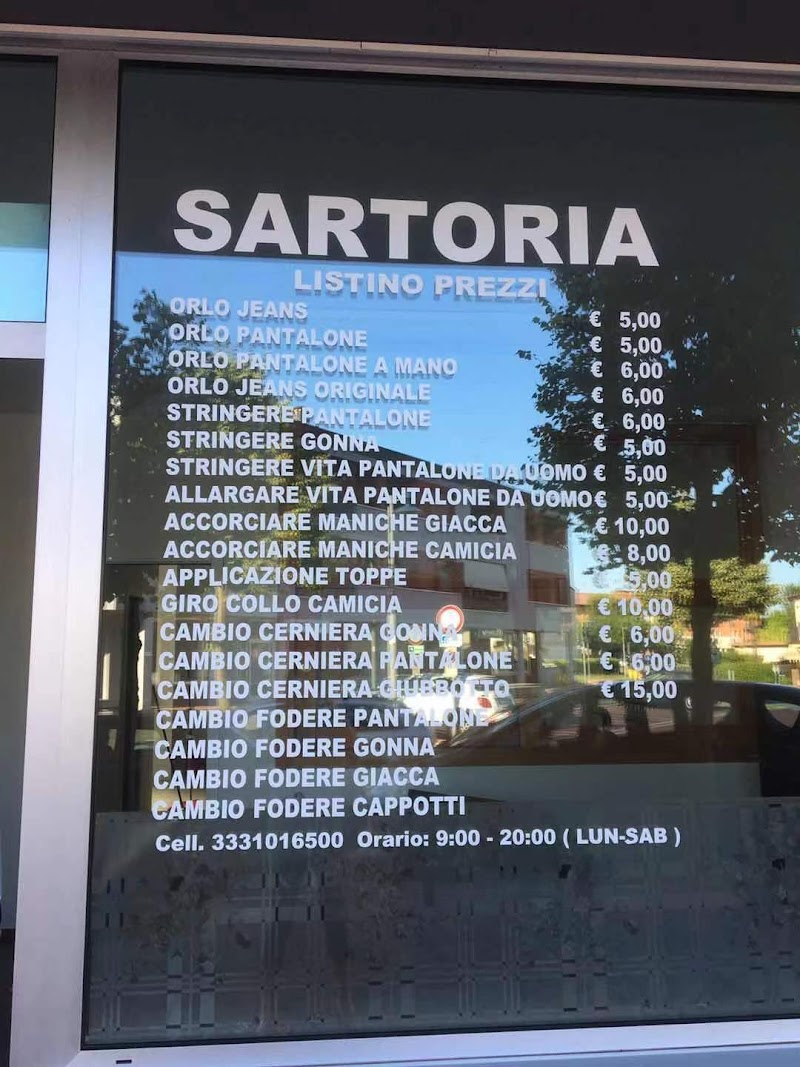 SARTORIA
LISTINO PREZZI
ORLO JEANS € 5,00
ORLO PANTALONE € 5,00
ORLO PANTALONE A MANO € 6,00
ORLO JEANS ORIGINALE € 6,00
STRINGERE PANTALONE € 6,00
STRINGERE GONNA € 5,00
STRINGERE VITA PANTALONE DA UOMO € 5,00
ALLARGARE VITA PANTALONE DA UOMO € 5,00
ACCORCIARE MANICHE GIACCA € 10,00
ACCORCIARE MANICHE CAMICIA € 8,00
APPLICAZIONE TOPPE € 5,00
GIRO COLLO CAMICIA € 10,00
CAMBIO CERNIERA GONNA € 6,00
CAMBIO CERNIERA PANTALONE € 6,00
CAMBIO CERNIERA GIUBBOTTO € 15,00
CAMBIO FODERE PANTALONE
CAMBIO FODERE GONNA
CAMBIO FODERE GIACCA
CAMBIO FODERE CAPPOTTI
Cell. 3331016500 Orario: 9:00 - 20:00 ( LUN-SAB )